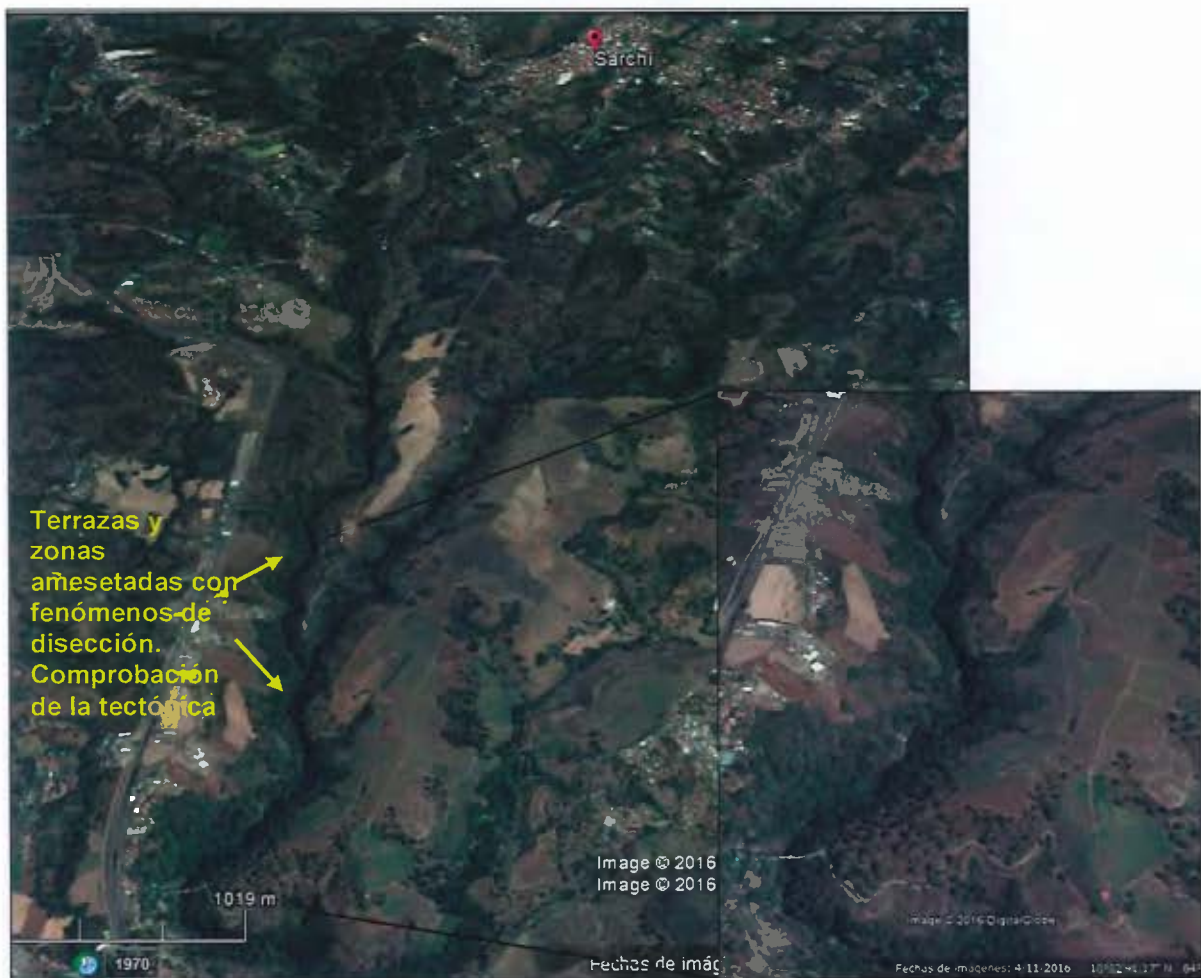 Sarchi
Terrazas y
zonas
amesetadas con
fenómenos de
disección.
Comprobación
de la tectónica
1019 m
1970
Image © 2016
Image © 2016
Fechas de imág
Image © 2016 DigitalGlobe
Fechas de imágenes: 4-11-2016